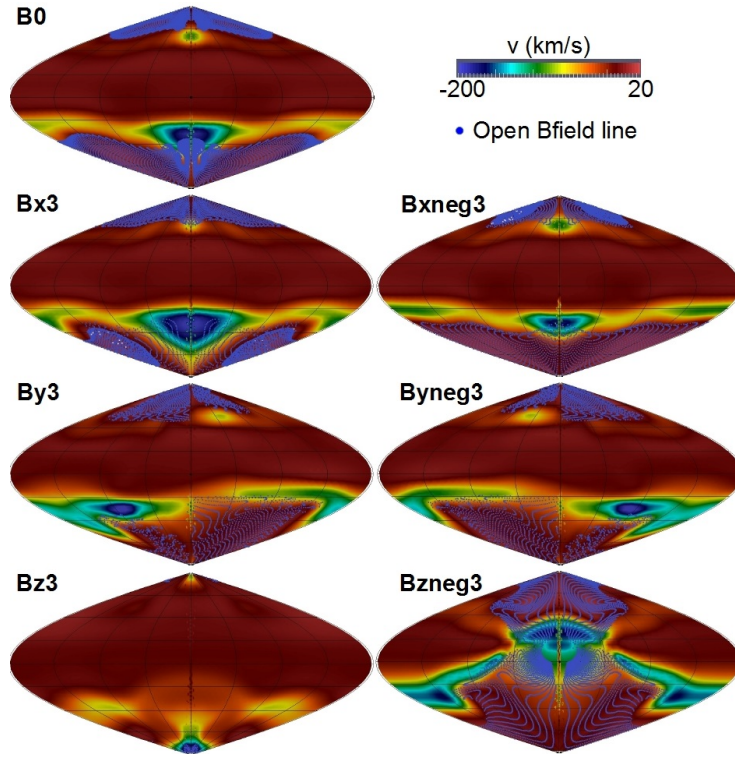 B0
v (km/s)
-200 20
• Open Bfield line
Bx3 Bxneg3
By3 Byneg3
Bz3 Bzneg3